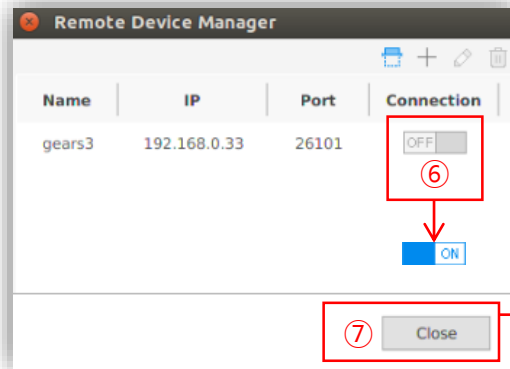 Remote Device Manager
Name IP Port Connection
gears3 192.168.0.33 26101 OFF
⑥
ON
⑦ Close